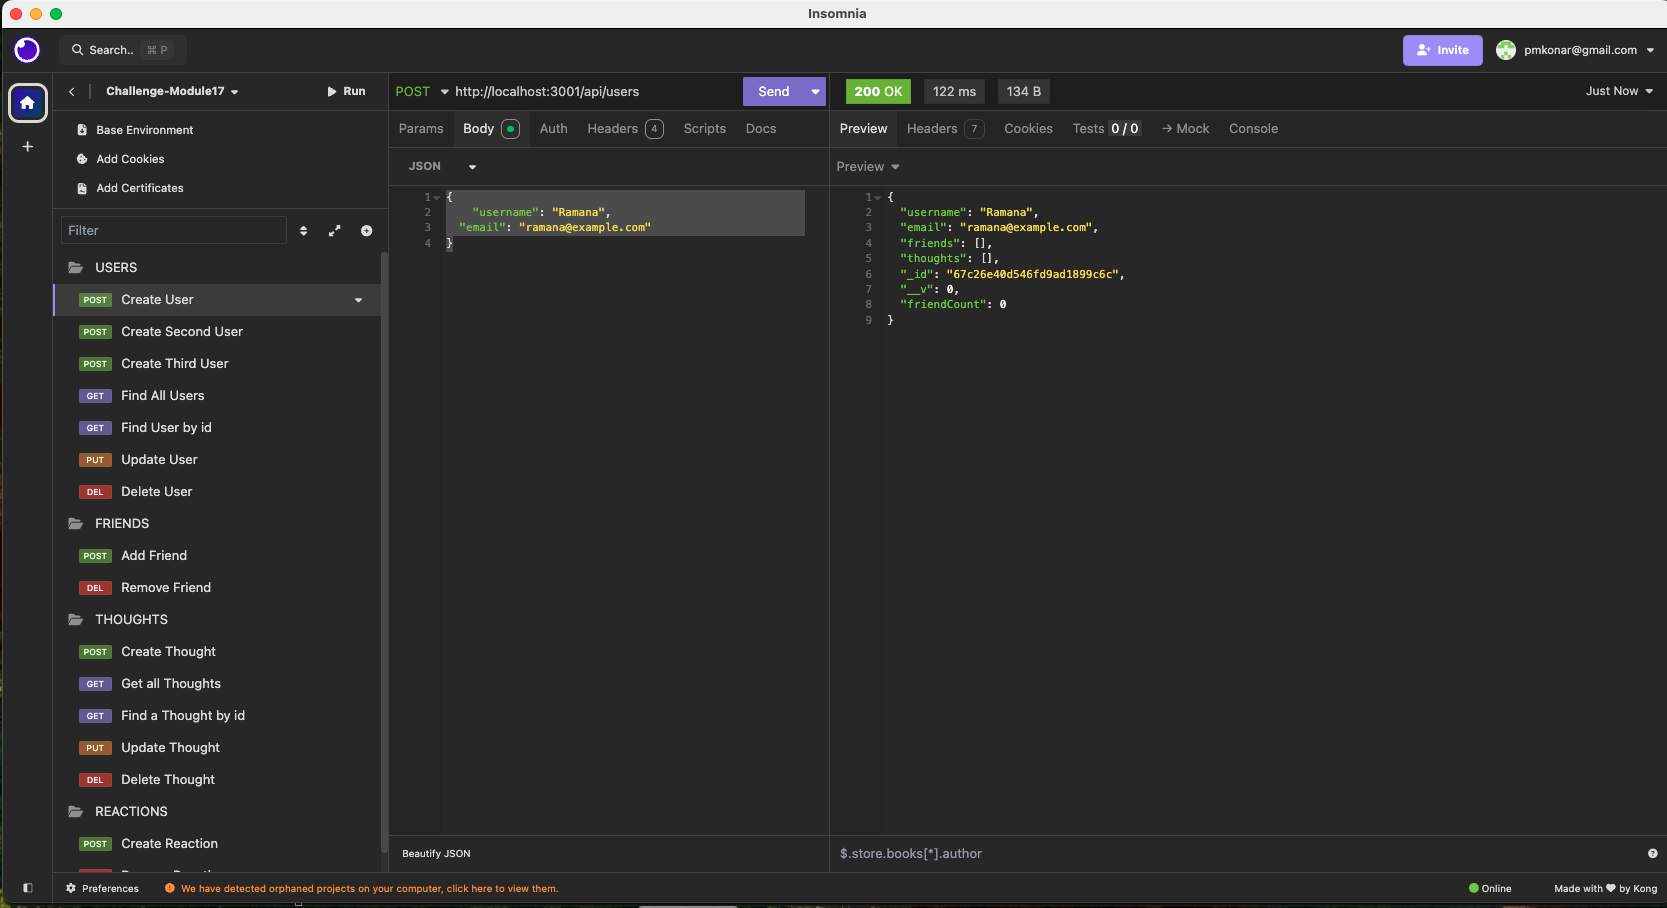 Insomnia
Search.. ⌘ P
Invite
pmkonar@gmail.com
Challenge-Module17
Run
Base Environment
Add Cookies
Add Certificates
Filter
USERS
POST Create User
POST Create Second User
POST Create Third User
GET Find All Users
GET Find User by id
PUT Update User
DEL Delete User
FRIENDS
POST Add Friend
DEL Remove Friend
THOUGHTS
POST Create Thought
GET Get all Thoughts
GET Find a Thought by id
PUT Update Thought
DEL Delete Thought
REACTIONS
POST Create Reaction
POST http://localhost:3001/api/users Send
Params Body Auth Headers 4 Scripts Docs
JSON
1 {
2 "username": "Ramana",
3 "email": "ramana@example.com"
4 }
Beautify JSON
200 OK 122 ms 134 B Just Now
Preview Headers 7 Cookies Tests 0 / 0 → Mock Console
Preview
1 {
2 "username": "Ramana",
3 "email": "ramana@example.com",
4 "friends": [],
5 "thoughts": [],
6 "_id": "67c26e40d546fd9ad1899c6c",
7 "__v": 0,
8 "friendCount": 0
9 }
$.store.books[*].author
Preferences
We have detected orphaned projects on your computer, click here to view them.
Online
Made with ♥ by Kong